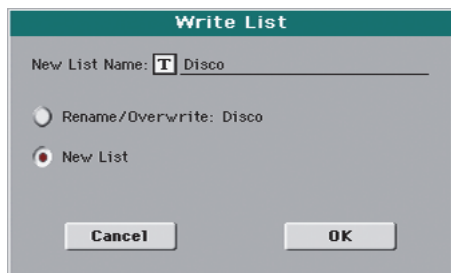 Write List
New List Name: T Disco
Rename/Overwrite: Disco
New List
Cancel OK